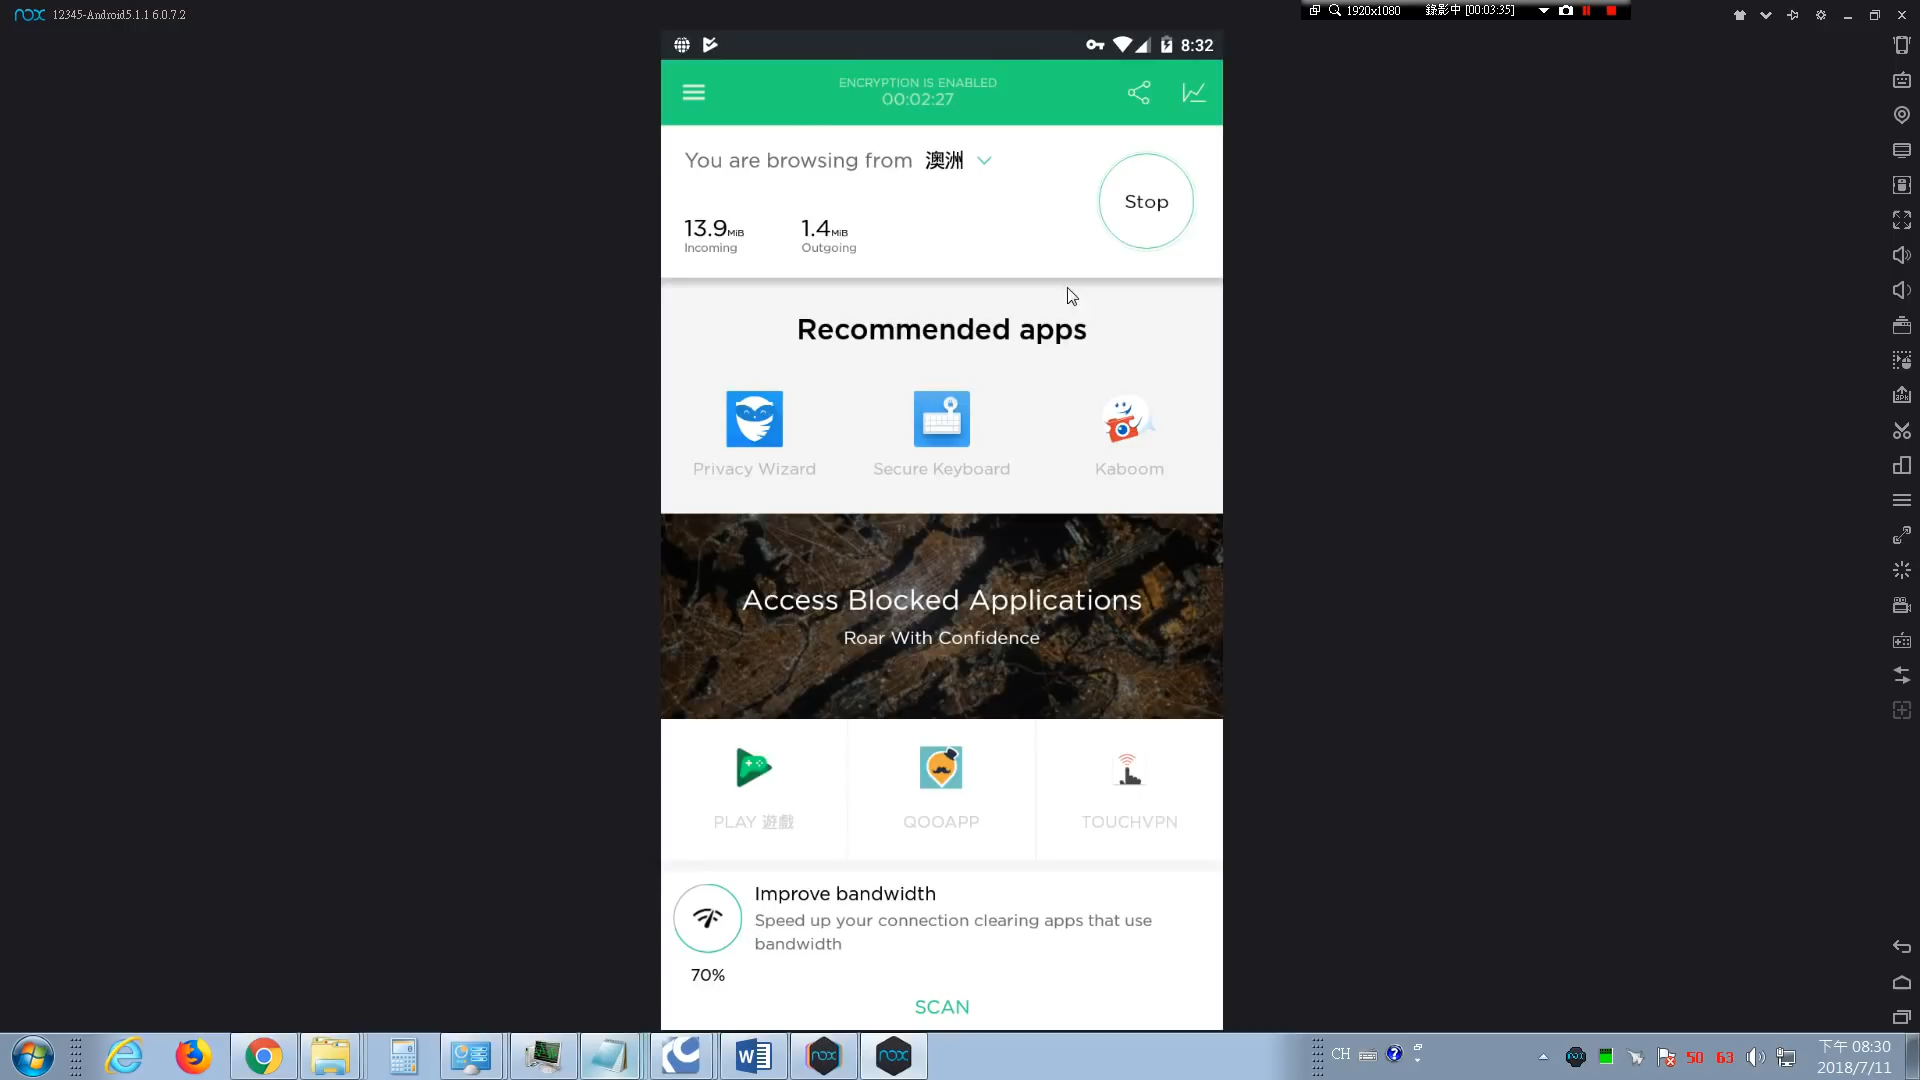 nox 12345-Android5.1.1 6.0.7.2
1920x1080 錄影中 [00:03:35]
8:32
ENCRYPTION IS ENABLED
00:02:27
You are browsing from 澳洲
Stop
13.9MiB 1.4MiB
Incoming Outgoing
Recommended apps
Privacy Wizard Secure Keyboard Kaboom
Access Blocked Applications
Roar With Confidence
PLAY 遊戲 QOOAPP TOUCHVPN
Improve bandwidth
Speed up your connection clearing apps that use
bandwidth
70%
SCAN
CH 50 63 下午 08:30
2018/7/11